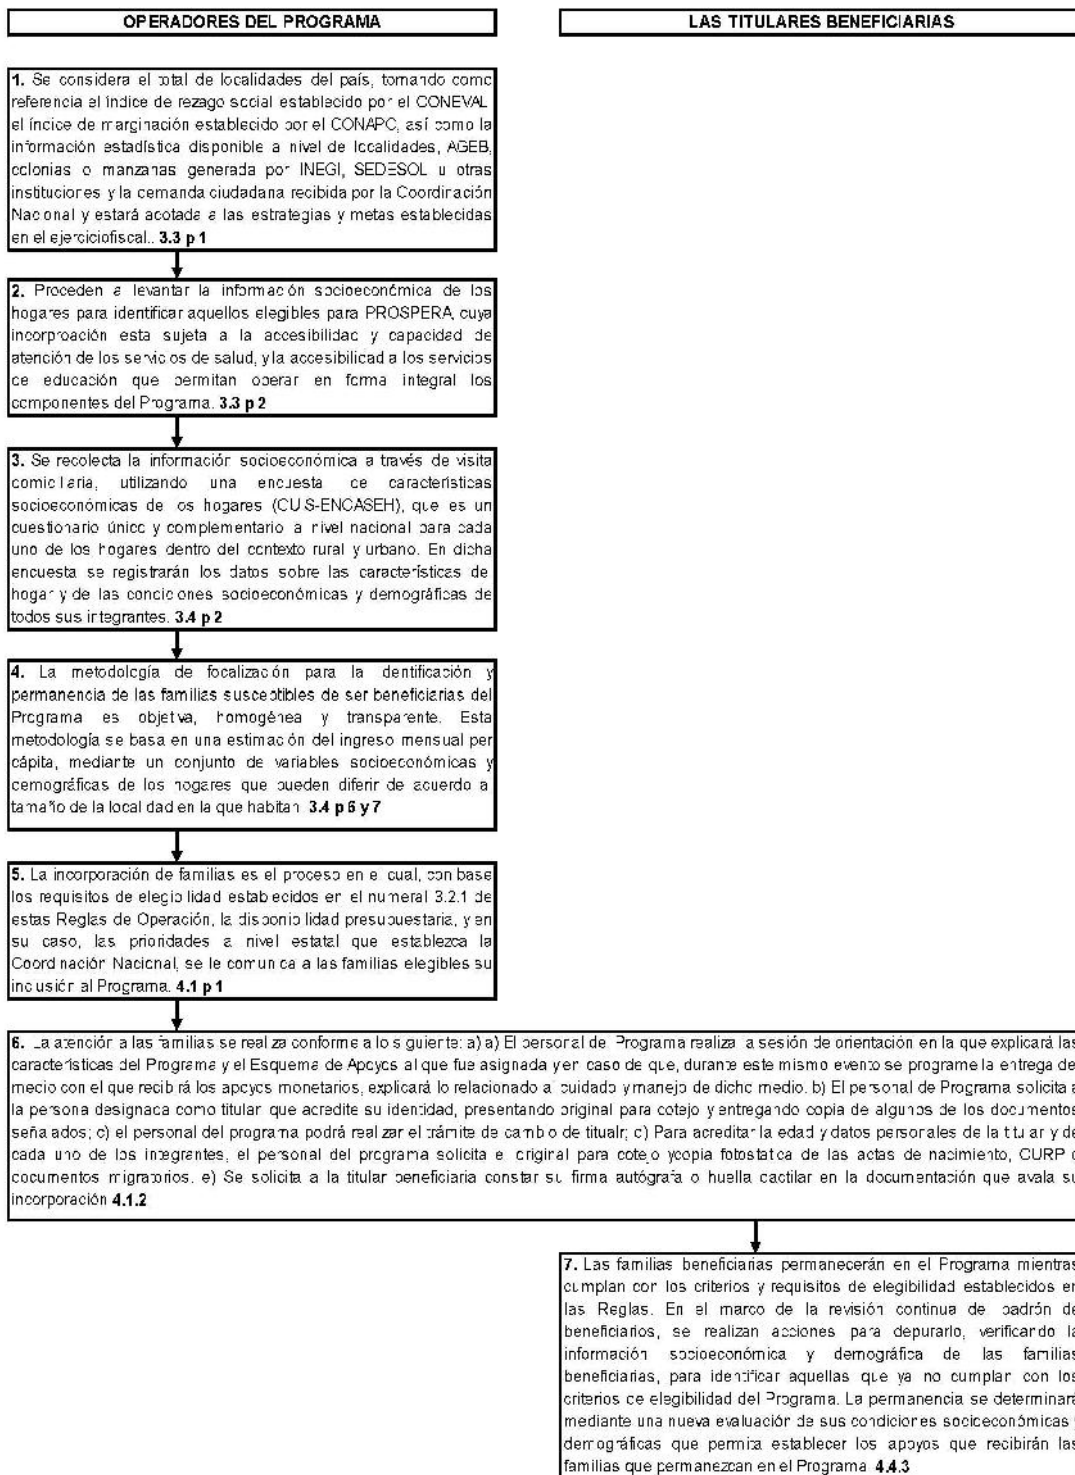 OPERADORES DEL PROGRAMA
LAS TITULARES BENEFICIARIAS
1. Se considera el total de localidades del país, tomando como
referencia el índice de rezago social establecido por el CONEVAL
el índice de marginación establecido por el CONAPO, así como la
información estadística disponible a nivel de localidades, AGEB,
colonias o manzanas generada por INEGI, SEDESOL u otras
instituciones y la demanda ciudadana recibida por la Coordinación
Nacional y estará acotada a las estrategias y metas establecidas
en el ejerciciofiscal.. 3.3 p 1
2. Proceden a levantar la información socioeconómica de los
hogares para identificar aquellos elegibles para PROSPERA, cuya
incorproación esta sujeta a la accesibilidad y capacidad de
atención de los servicios de salud, y la accesibilidad a los servicios
de educación que permitan operar en forma integral los
componentes del Programa. 3.3 p 2
3. Se recolecta la información socioeconómica a través de visita
domiciliaria, utilizando una encuesta de características
socioeconómicas de los hogares (CUIS-ENCASEH), que es un
cuestionario único y complementario a nivel nacional para cada
uno de los hogares dentro del contexto rural y urbano. En dicha
encuesta se registrarán los datos sobre las características de
hogar y de las condiciones socioeconómicas y demográficas de
todos sus integrantes. 3.4 p 2
4. La metodología de focalización para la identificación y
permanencia de las familias susceptibles de ser beneficiarias del
Programa es objetiva, homogénea y transparente. Esta
metodología se basa en una estimación del ingreso mensual per
cápita, mediante un conjunto de variables socioeconómicas y
demográficas de los hogares que pueden diferir de acuerdo al
tamaño de la localidad en la que habitan 3.4 p 6 y 7
5. La incorporación de familias es el proceso en el cual, con base
los requisitos de elegibilidad establecidos en el numeral 3.2.1 de
estas Reglas de Operación, la disponibilidad presupuestaria, y en
su caso, las prioridades a nivel estatal que establezca la
Coordinación Nacional, se le comunica a las familias elegibles su
inclusión al Programa. 4.1 p 1
6. La atención a las familias se realiza conforme a lo siguiente: a) a) El personal del Programa realiza la sesión de orientación en la que explicará las
características del Programa y el Esquema de Apoyos al que fue asignada y en caso de que, durante este mismo evento se programe la entrega del
medio con el que recibirá los apoyos monetarios, explicará lo relacionado al cuidado y manejo de dicho medio. b) El personal de Programa solicita a
la persona designada como titular, que acredite su identidad, presentando original para cotejo y entregando copia de algunos de los documentos
señalados; c) el personal del programa podrá realizar el trámite de cambio de titualr; d) Para acreditar la edad y datos personales de la titular y de
cada uno de los integrantes, el personal del programa solicita el original para cotejo ycopia fotostatica de las actas de nacimiento, CURP o
documentos migratorios. e) Se solicita a la titular beneficiaria constar su firma autógrafa o huella dactilar en la documentación que avala su
incorporación 4.1.2
7. Las familias beneficiarias permanecerán en el Programa mientras
cumplan con los criterios y requisitos de elegibilidad establecidos en
las Reglas. En el marco de la revisión continua del padrón de
beneficiarios, se realizan acciones para depurarlo, verificando la
información socioeconómica y demográfica de las familias
beneficiarias, para identificar aquellas que ya no cumplan con los
criterios de elegibilidad del Programa. La permanencia se determinará
mediante una nueva evaluación de sus condiciones socioeconómicas y
demográficas que permita establecer los apoyos que recibirán las
familias que permanezcan en el Programa 4.4.3